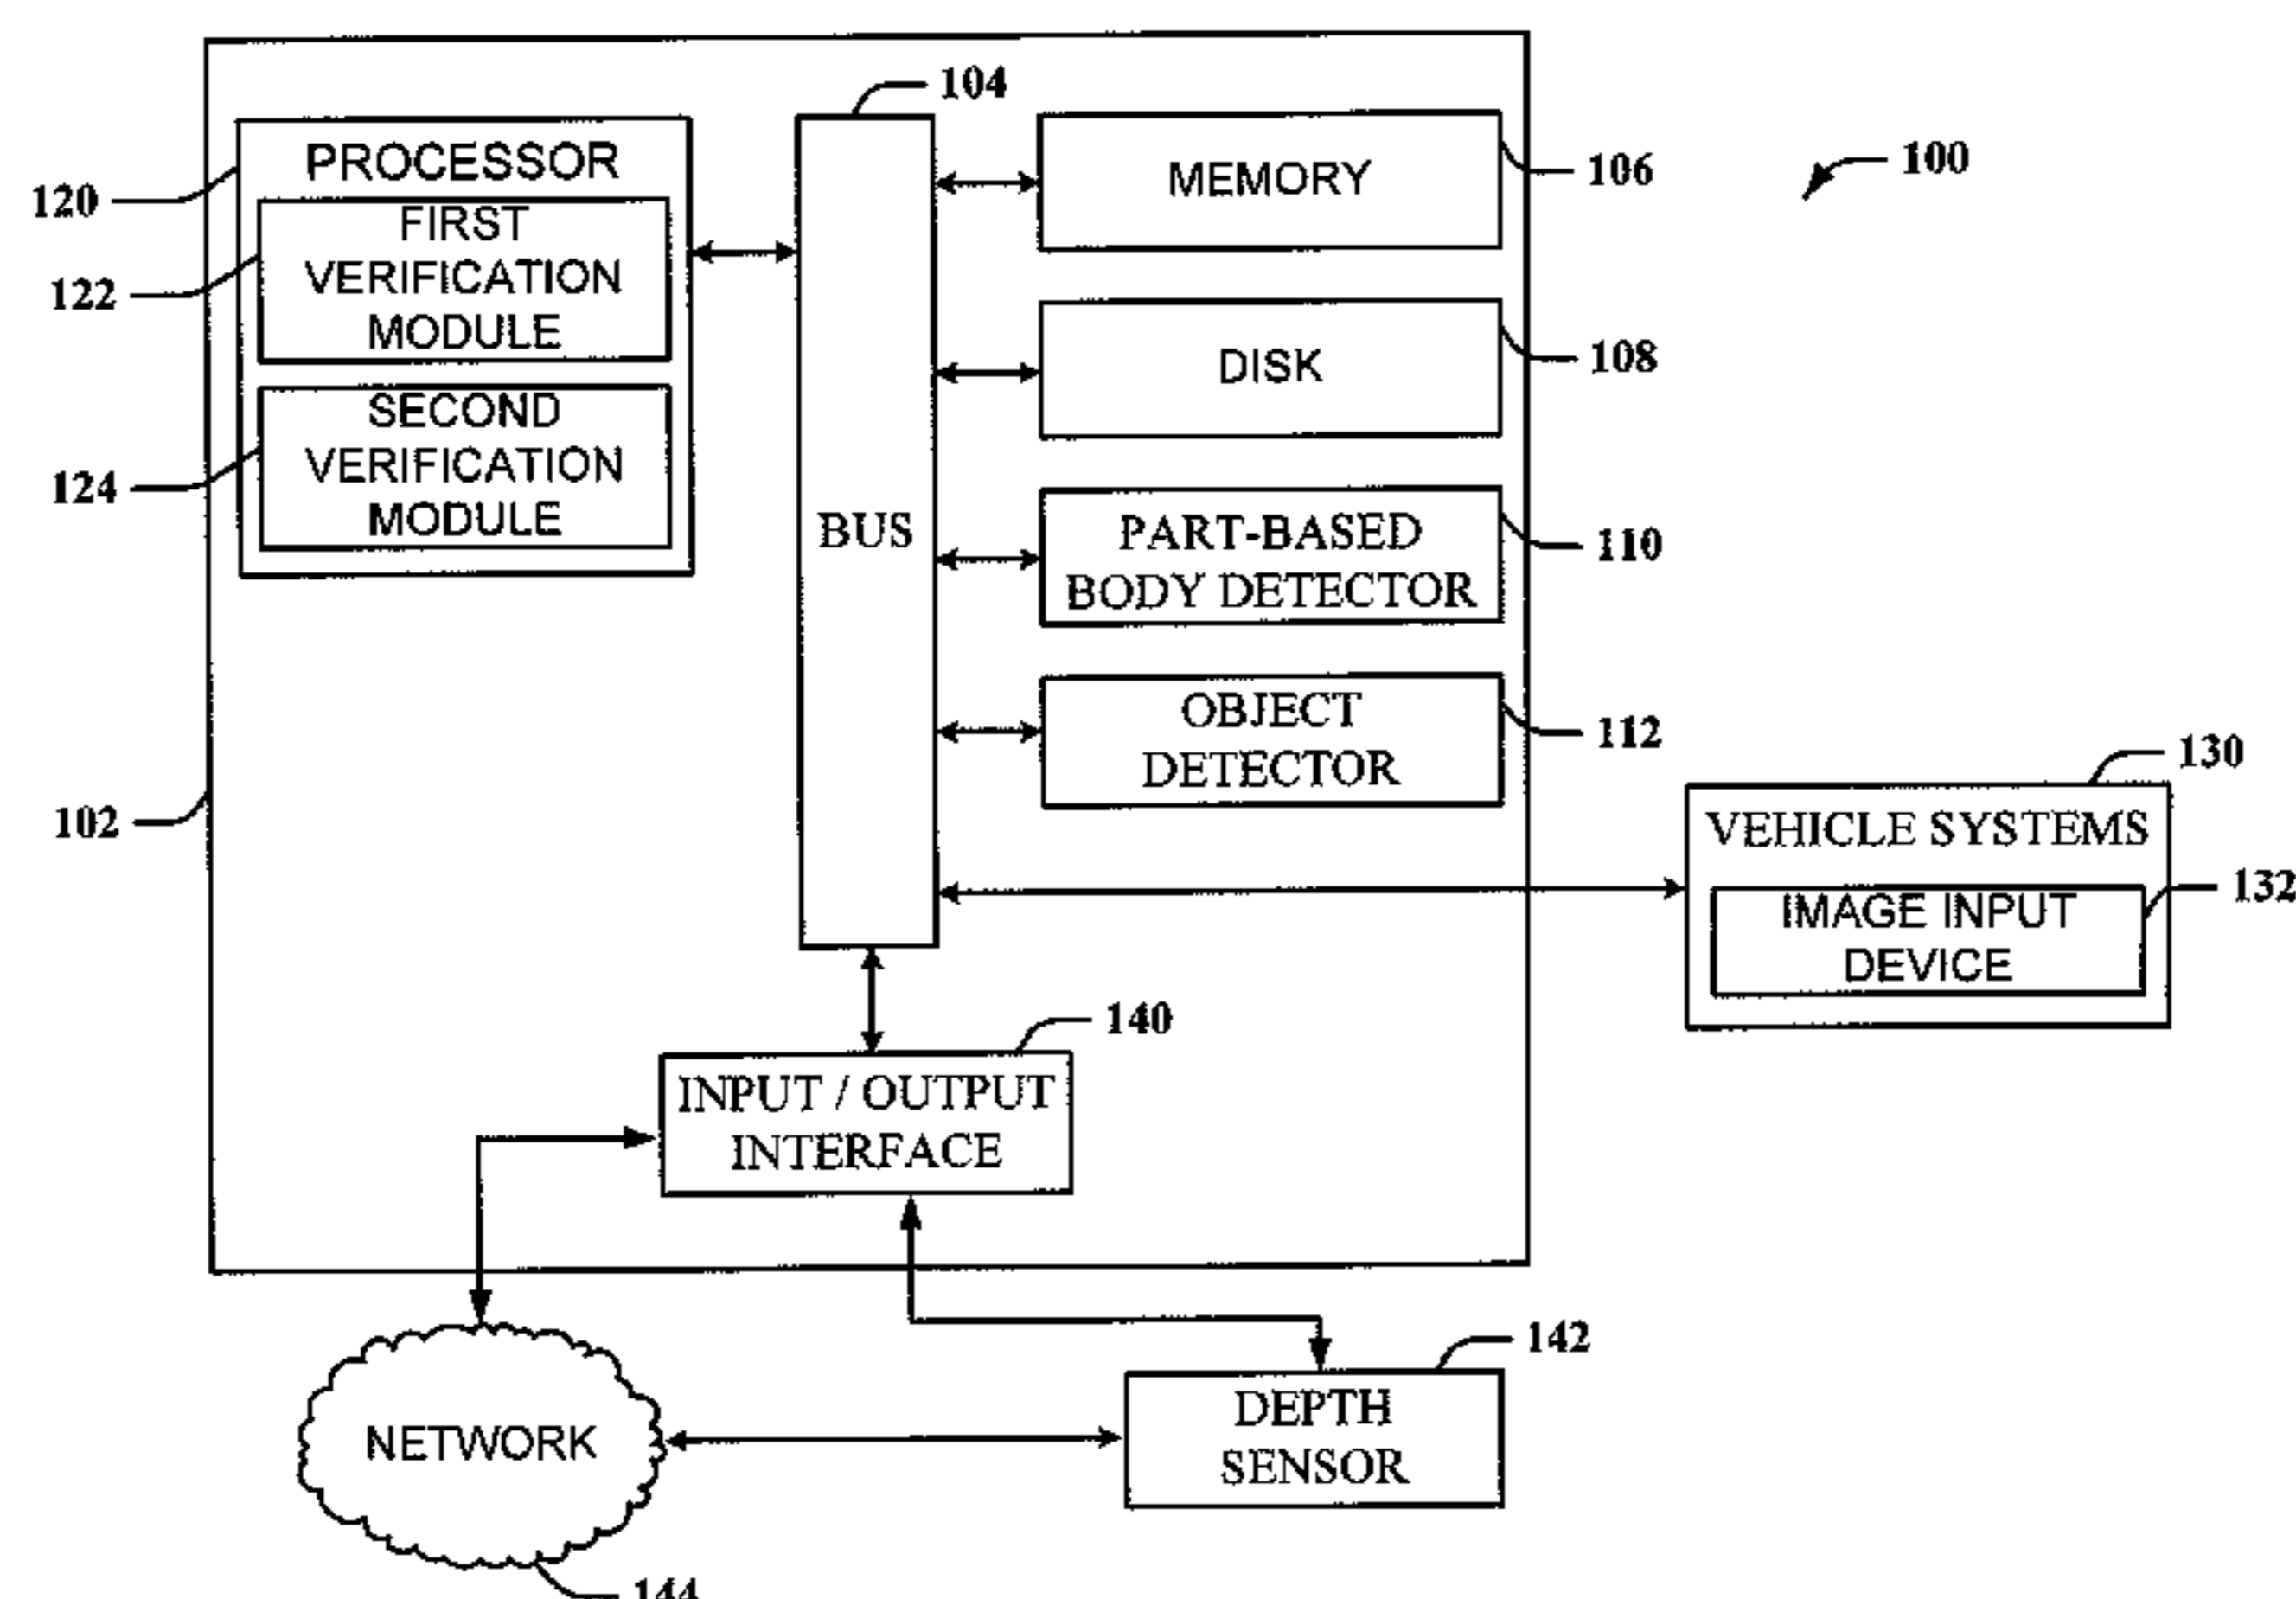 104
PROCESSOR
120
FIRST
VERIFICATION
MODULE
122
SECOND
VERIFICATION
MODULE
124
BUS
MEMORY
106
100
DISK
108
PART-BASED
BODY DETECTOR
110
OBJECT
DETECTOR
112
102
130
VEHICLE SYSTEMS
IMAGE INPUT
DEVICE
132
140
INPUT / OUTPUT
INTERFACE
142
DEPTH
SENSOR
NETWORK
144